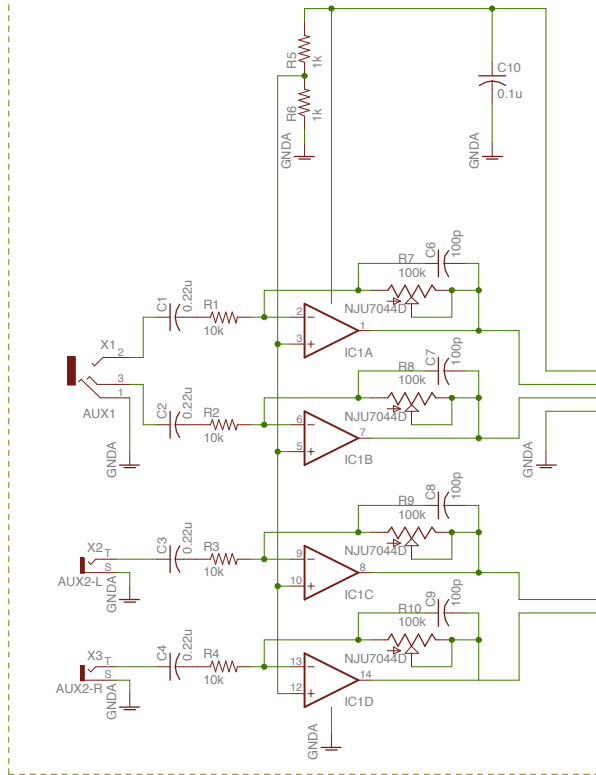 R5
1k
R6
1k
GNDA
C10
0.1u
GNDA
C6
100p
R7
100k
NJU7044D
C1
0.22u
R1
10k
2
3
1
IC1A
X1
2
3
1
AUX1
GNDA
C7
100p
R8
100k
NJU7044D
C2
0.22u
R2
10k
6
5
7
IC1B
GNDA
C8
100p
R9
100k
NJU7044D
X2
T
S
AUX2-L
GNDA
C3
0.22u
R3
10k
9
10
8
IC1C
C9
100p
R10
100k
NJU7044D
X3
T
S
AUX2-R
GNDA
C4
0.22u
R4
10k
13
12
14
IC1D
GNDA